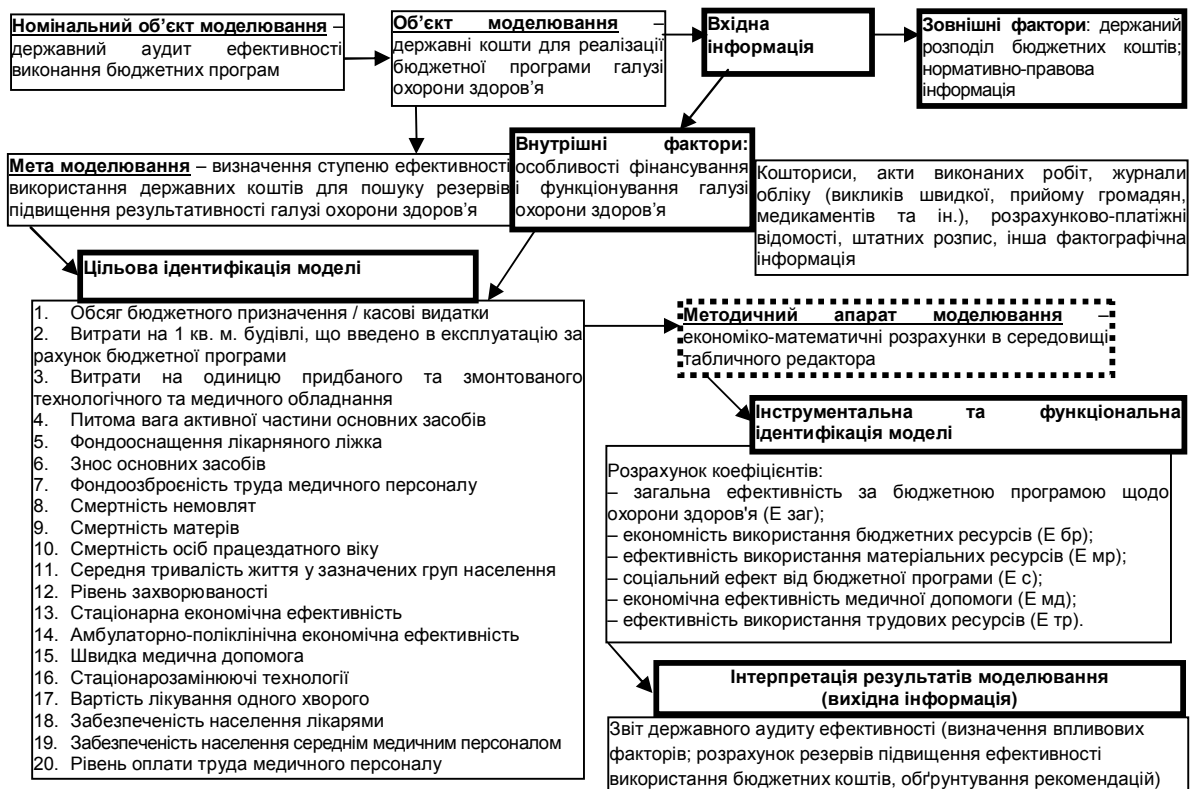 Номінальний об’єкт моделювання –
державний аудит ефективності
виконання бюджетних програм
Об’єкт моделювання –
державні кошти для реалізації
бюджетної програми галузі
охорони здоров’я
Вхідна
інформація
Зовнішні фактори: держаний
розподіл бюджетних коштів;
нормативно-правова
інформація
Мета моделювання – визначення ступеню ефективності
використання державних коштів для пошуку резервів
підвищення результативності галузі охорони здоров’я
Внутрішні фактори:
особливості фінансування
і функціонування галузі
охорони здоров’я
Кошториси, акти виконаних робіт, журнали
обліку (викликів швидкої, прийому громадян,
медикаментів та ін.), розрахунково-платіжні
відомості, штатних розпис, інша фактографічна
інформація
Цільова ідентифікація моделі
1. Обсяг бюджетного призначення / касові видатки
2. Витрати на 1 кв. м. будівлі, що введено в експлуатацію за
рахунок бюджетної програми
3. Витрати на одиницю придбаного та змонтованого
технологічного та медичного обладнання
4. Питома вага активної частини основних засобів
5. Фондооснащення лікарняного ліжка
6. Знос основних засобів
7. Фондоозброєність труда медичного персоналу
8. Смертність немовлят
9. Смертність матерів
10. Смертність осіб працездатного віку
11. Середня тривалість життя у зазначених груп населення
12. Рівень захворюваності
13. Стаціонарна економічна ефективність
14. Амбулаторно-поліклінічна економічна ефективність
15. Швидка медична допомога
16. Стаціонарозамінюючі технології
17. Вартість лікування одного хворого
18. Забезпеченість населення лікарями
19. Забезпеченість населення середнім медичним персоналом
20. Рівень оплати труда медичного персоналу
Методичний апарат моделювання –
економіко-математичні розрахунки в середовищі
табличного редактора
Інструментальна та функціональна
ідентифікація моделі
Розрахунок коефіцієнтів:
– загальна ефективність за бюджетною програмою щодо
охорони здоров'я (Е заг);
– економність використання бюджетних ресурсів (Е бр);
– ефективність використання матеріальних ресурсів (Е мр);
– соціальний ефект від бюджетної програми (Е с);
– економічна ефективність медичної допомоги (Е мд);
– ефективність використання трудових ресурсів (Е тр).
Інтерпретація результатів моделювання
(вихідна інформація)
Звіт державного аудиту ефективності (визначення впливових
факторів; розрахунок резервів підвищення ефективності
використання бюджетних коштів, обґрунтування рекомендацій)